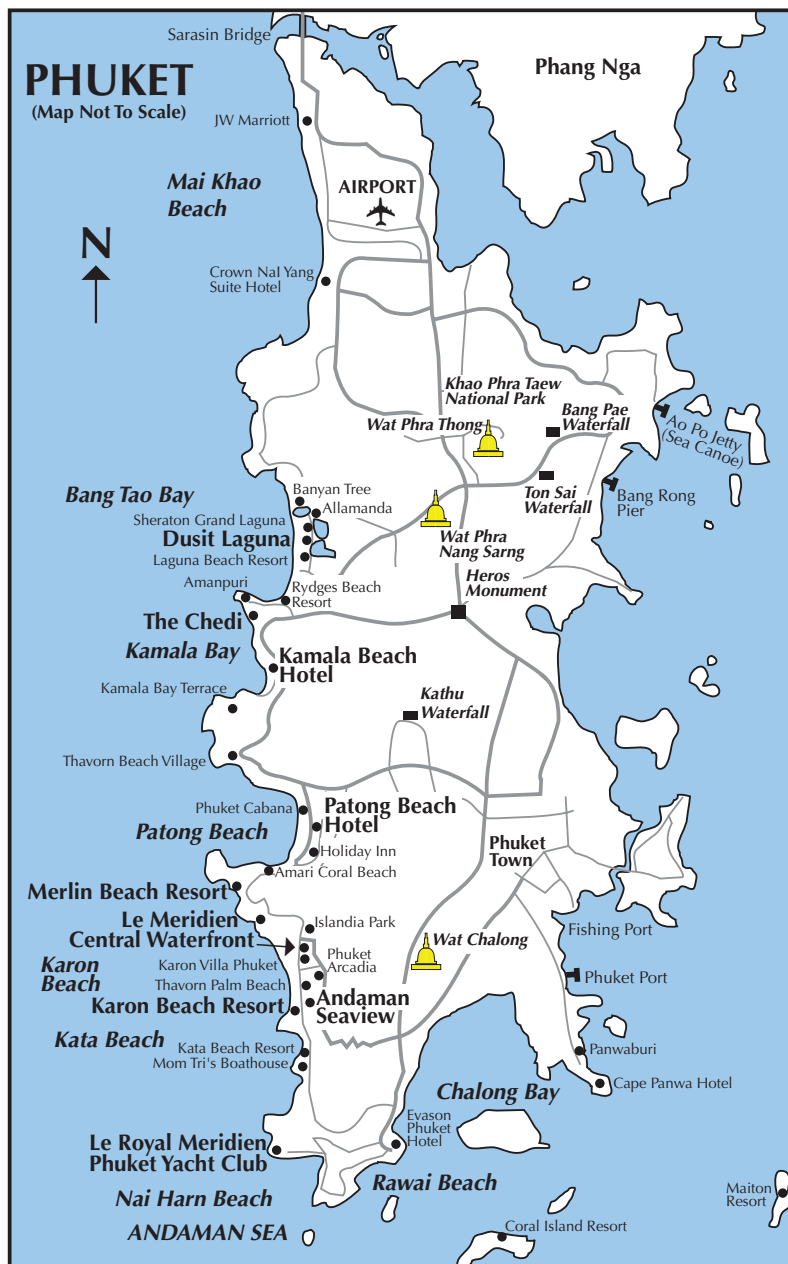 Sarasin Bridge
PHUKET
(Map Not To Scale)
Phang Nga
JW Marriott
Mai Khao
Beach
AIRPORT
N
Crown NaI Yang
Suite Hotel
Khao Phra Taew
National Park
Wat Phra Thong
Bang Pae
Waterfall
Ao Po Jetty
(Sea Canoe)
Bang Tao Bay
Banyan Tree
Allamanda
Ton Sai
Waterfall
Bang Rong
Pier
Sheraton Grand Laguna
Dusit Laguna
Laguna Beach Resort
Wat Phra
Nang Sarng
Amanpuri
Rydges Beach
Resort
Heros
Monument
The Chedi
Kamala Bay
Kamala Beach
Hotel
Kamala Bay Terrace
Kathu
Waterfall
Thavorn Beach Village
Phuket Cabana
Patong Beach
Patong Beach
Hotel
Holiday Inn
Phuket
Town
Amari Coral Beach
Merlin Beach Resort
Le Meridien
Islandia Park
Central Waterfront
Wat Chalong
Fishing Port
Karon
Beach
Karon Villa Phuket
Phuket
Arcadia
Thavorn Palm Beach
Phuket Port
Karon Beach Resort
Andaman
Seaview
Kata Beach
Kata Beach Resort
Mom Tri's Boathouse
Panwaburi
Cape Panwa Hotel
Chalong Bay
Evason
Phuket
Hotel
Le Royal Meridien
Phuket Yacht Club
Rawai Beach
Nai Harn Beach
Maiton
Resort
ANDAMAN SEA
Coral Island Resort